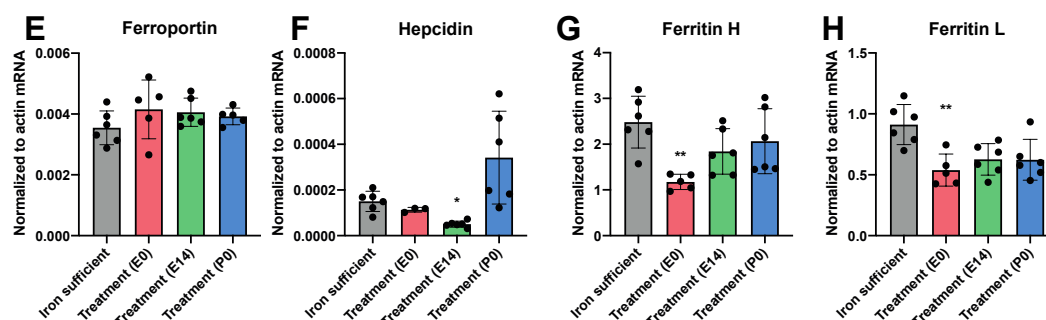 E Ferroportin
Normalized to actin mRNA
0.006
0.004
0.002
0.000
Iron sufficient
Treatment (E0)
Treatment (E14)
Treatment (P0)
F Hepcidin
Normalized to actin mRNA
0.0008
0.0006
0.0004
0.0002
0.0000
*
Iron sufficient
Treatment (E0)
Treatment (E14)
Treatment (P0)
G Ferritin H
Normalized to actin mRNA
4
3
2
1
0
**
Iron sufficient
Treatment (E0)
Treatment (E14)
Treatment (P0)
H Ferritin L
Normalized to actin mRNA
1.5
1.0
0.5
0.0
**
Iron sufficient
Treatment (E0)
Treatment (E14)
Treatment (P0)